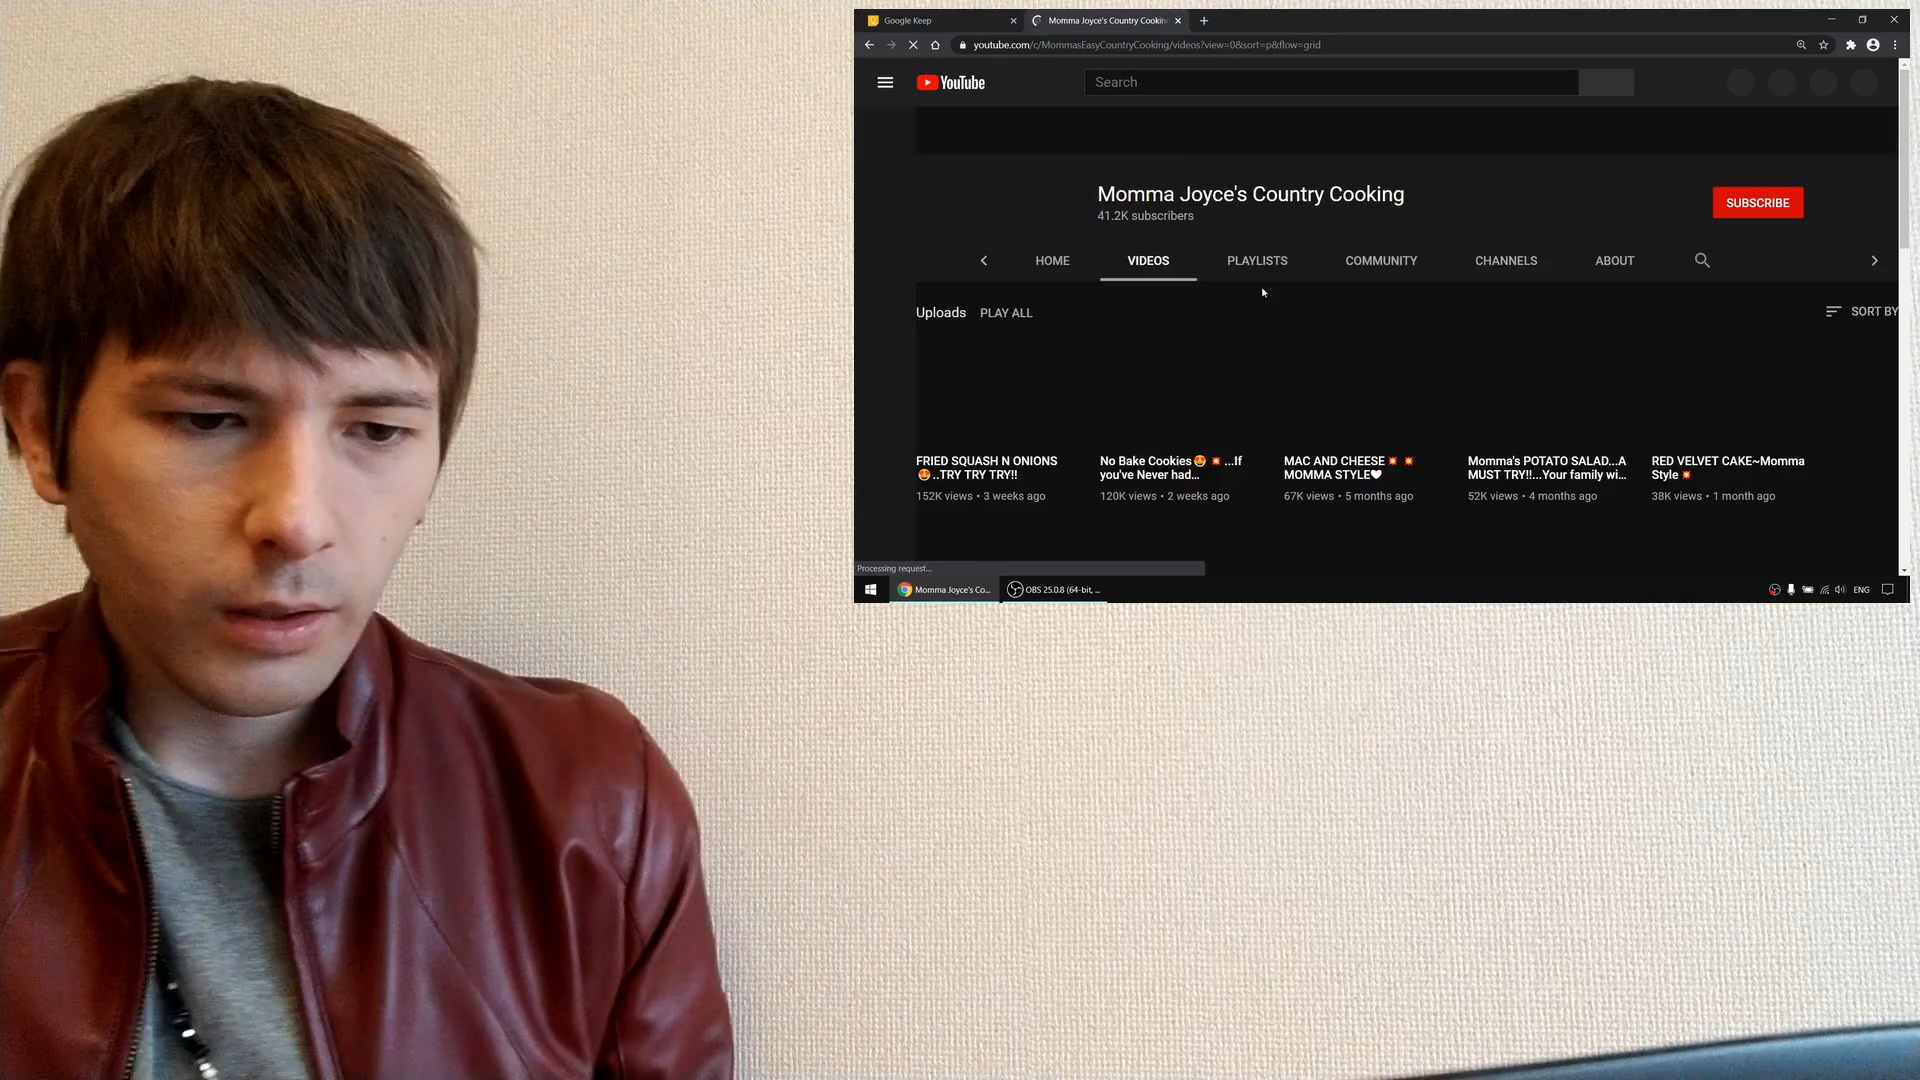 Google Keep
Momma Joyce's Country Cookin
youtube.com/c/MommasEasyCountryCooking/videos?view=0&sort=p&flow=grid
YouTube
Search
Momma Joyce's Country Cooking
41.2K subscribers
SUBSCRIBE
HOME
VIDEOS
PLAYLISTS
COMMUNITY
CHANNELS
ABOUT
Uploads
PLAY ALL
SORT BY
FRIED SQUASH N ONIONS
🤩..TRY TRY TRY!!
152K views • 3 weeks ago
No Bake Cookies🤩💥...If
you've Never had...
120K views • 2 weeks ago
MAC AND CHEESE💥💥
MOMMA STYLE🤍
67K views • 5 months ago
Momma's POTATO SALAD...A
MUST TRY!!...Your family wi...
52K views • 4 months ago
RED VELVET CAKE~Momma
Style💥
38K views • 1 month ago
Processing request...
Momma Joyce's Co...
OBS 25.0.8 (64-bit, ...
ENG